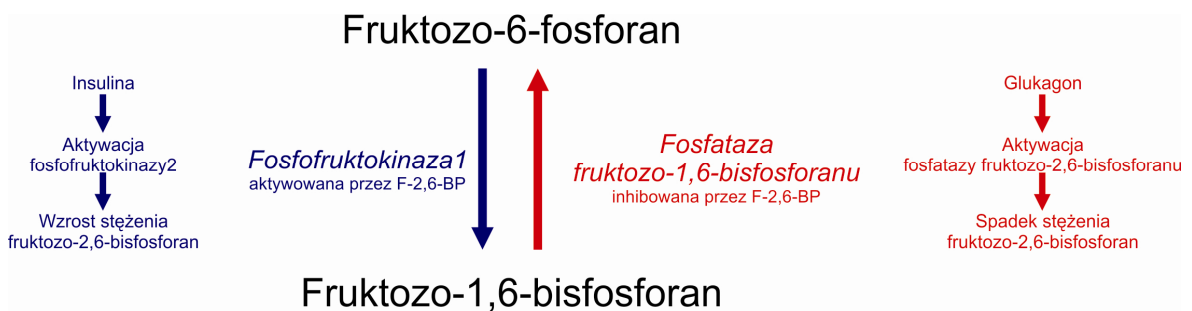 Fruktozo-6-fosforan
Insulina
Aktywacja
fosfofruktokinazy2
Wzrost stężenia
fruktozo-2,6-bisfosforan
Fosfofruktokinaza1
aktywowana przez F-2,6-BP
Fosfataza
fruktozo-1,6-bisfosforanu
inhibowana przez F-2,6-BP
Glukagon
Aktywacja
fosfatazy fruktozo-2,6-bisfosforanu
Spadek stężenia
fruktozo-2,6-bisfosforan
Fruktozo-1,6-bisfosforan